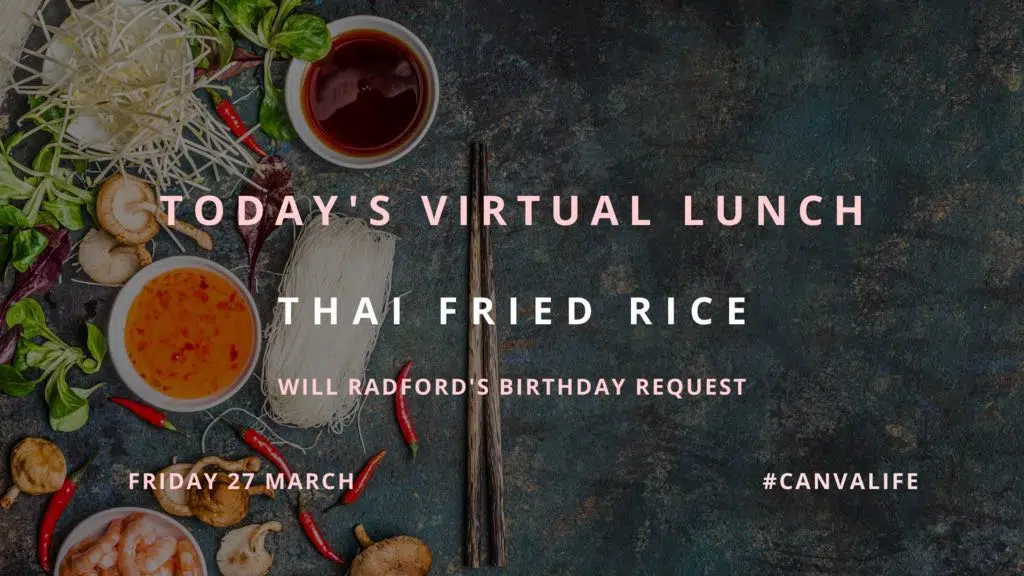 TODAY'S VIRTUAL LUNCH
THAI FRIED RICE
WILL RADFORD'S BIRTHDAY REQUEST
FRIDAY 27 MARCH
#CANVALIFE